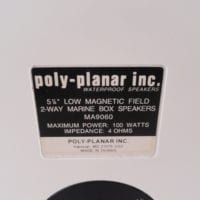 poly-planar inc.
WATERPROOF SPEAKERS
5¼" LOW MAGNETIC FIELD
2-WAY MARINE BOX SPEAKERS
MA9060
MAXIMUM POWER: 100 WATTS
IMPEDANCE: 4 OHMS
POLY-PLANAR INC.
MADE IN TAIWAN